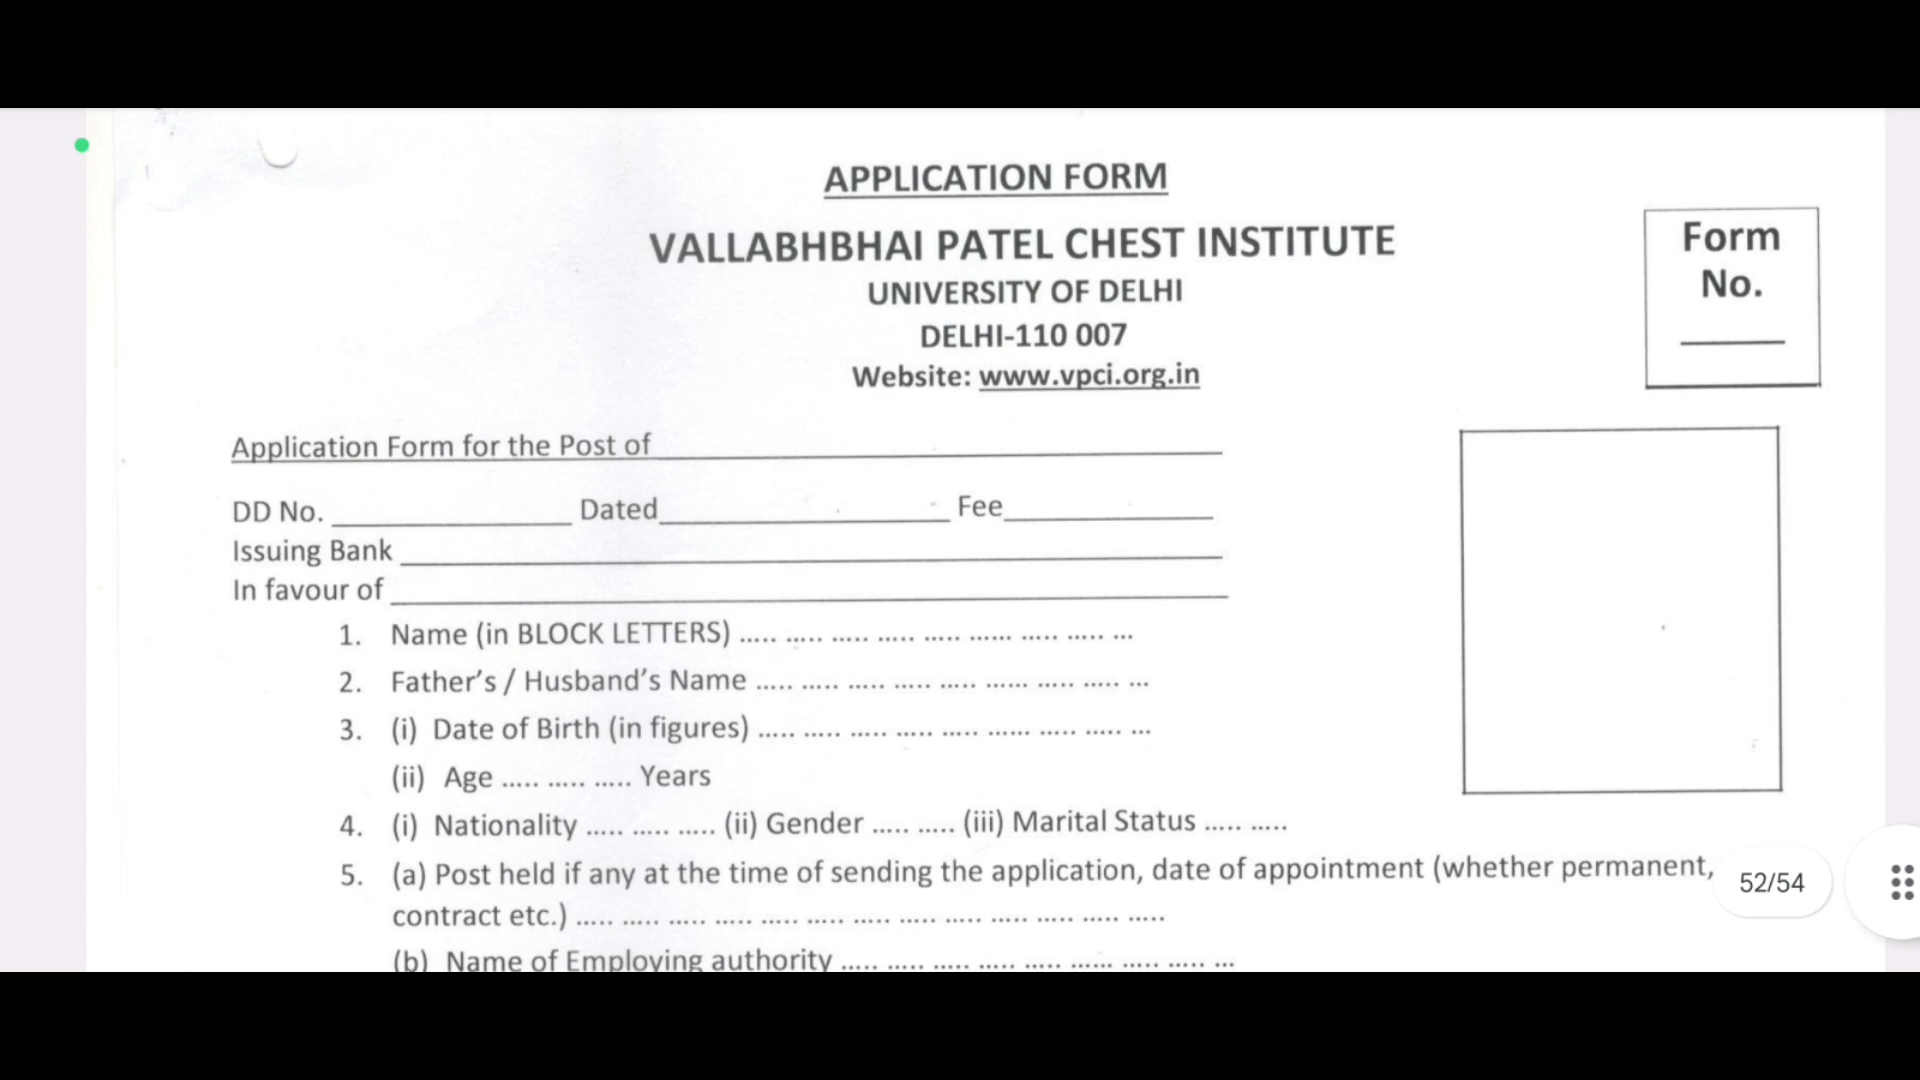 APPLICATION FORM
VALLABHBHAI PATEL CHEST INSTITUTE
UNIVERSITY OF DELHI
DELHI-110 007
Website: www.vpci.org.in
Form
No.
Application Form for the Post of
DD No. Dated Fee
Issuing Bank
In favour of
1. Name (in BLOCK LETTERS) ..... ..... ..... ..... ..... ...... ..... ..... ...
2. Father's / Husband's Name ..... ..... ..... ..... ..... ...... ..... ..... ...
3. (i) Date of Birth (in figures) ..... ..... ..... ..... ..... ...... ..... ..... ...
(ii) Age ..... ..... ..... Years
4. (i) Nationality ..... ..... ..... (ii) Gender ..... ..... (iii) Marital Status ..... .....
5. (a) Post held if any at the time of sending the application, date of appointment (whether permanent,
contract etc.) ..... ..... ..... ..... ..... ..... ..... ..... ..... ..... ..... ..... .....
(b) Name of Employing authority ..... ..... ..... ..... ..... ...... ..... ..... ...
52/54